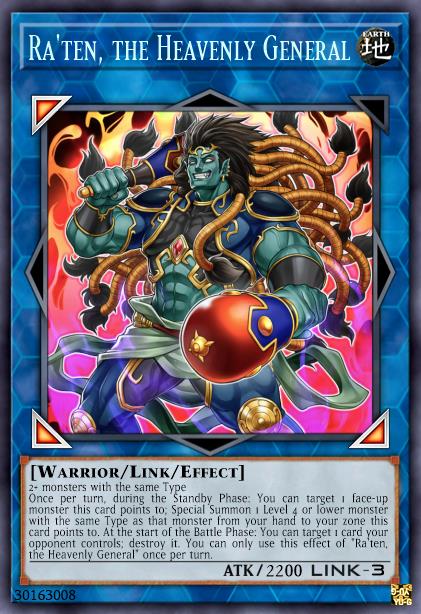 Ra'ten, the Heavenly General
EARTH
地
[Warrior/Link/Effect]
2+ monsters with the same Type
Once per turn, during the Standby Phase: You can target 1 face-up
monster this card points to; Special Summon 1 Level 4 or lower monster
with the same Type as that monster from your hand to your zone this
card points to. At the start of the Battle Phase: You can target 1 card your
opponent controls; destroy it. You can only use this effect of "Ra'ten,
the Heavenly General" once per turn.
ATK/2200 LINK-3
30163008